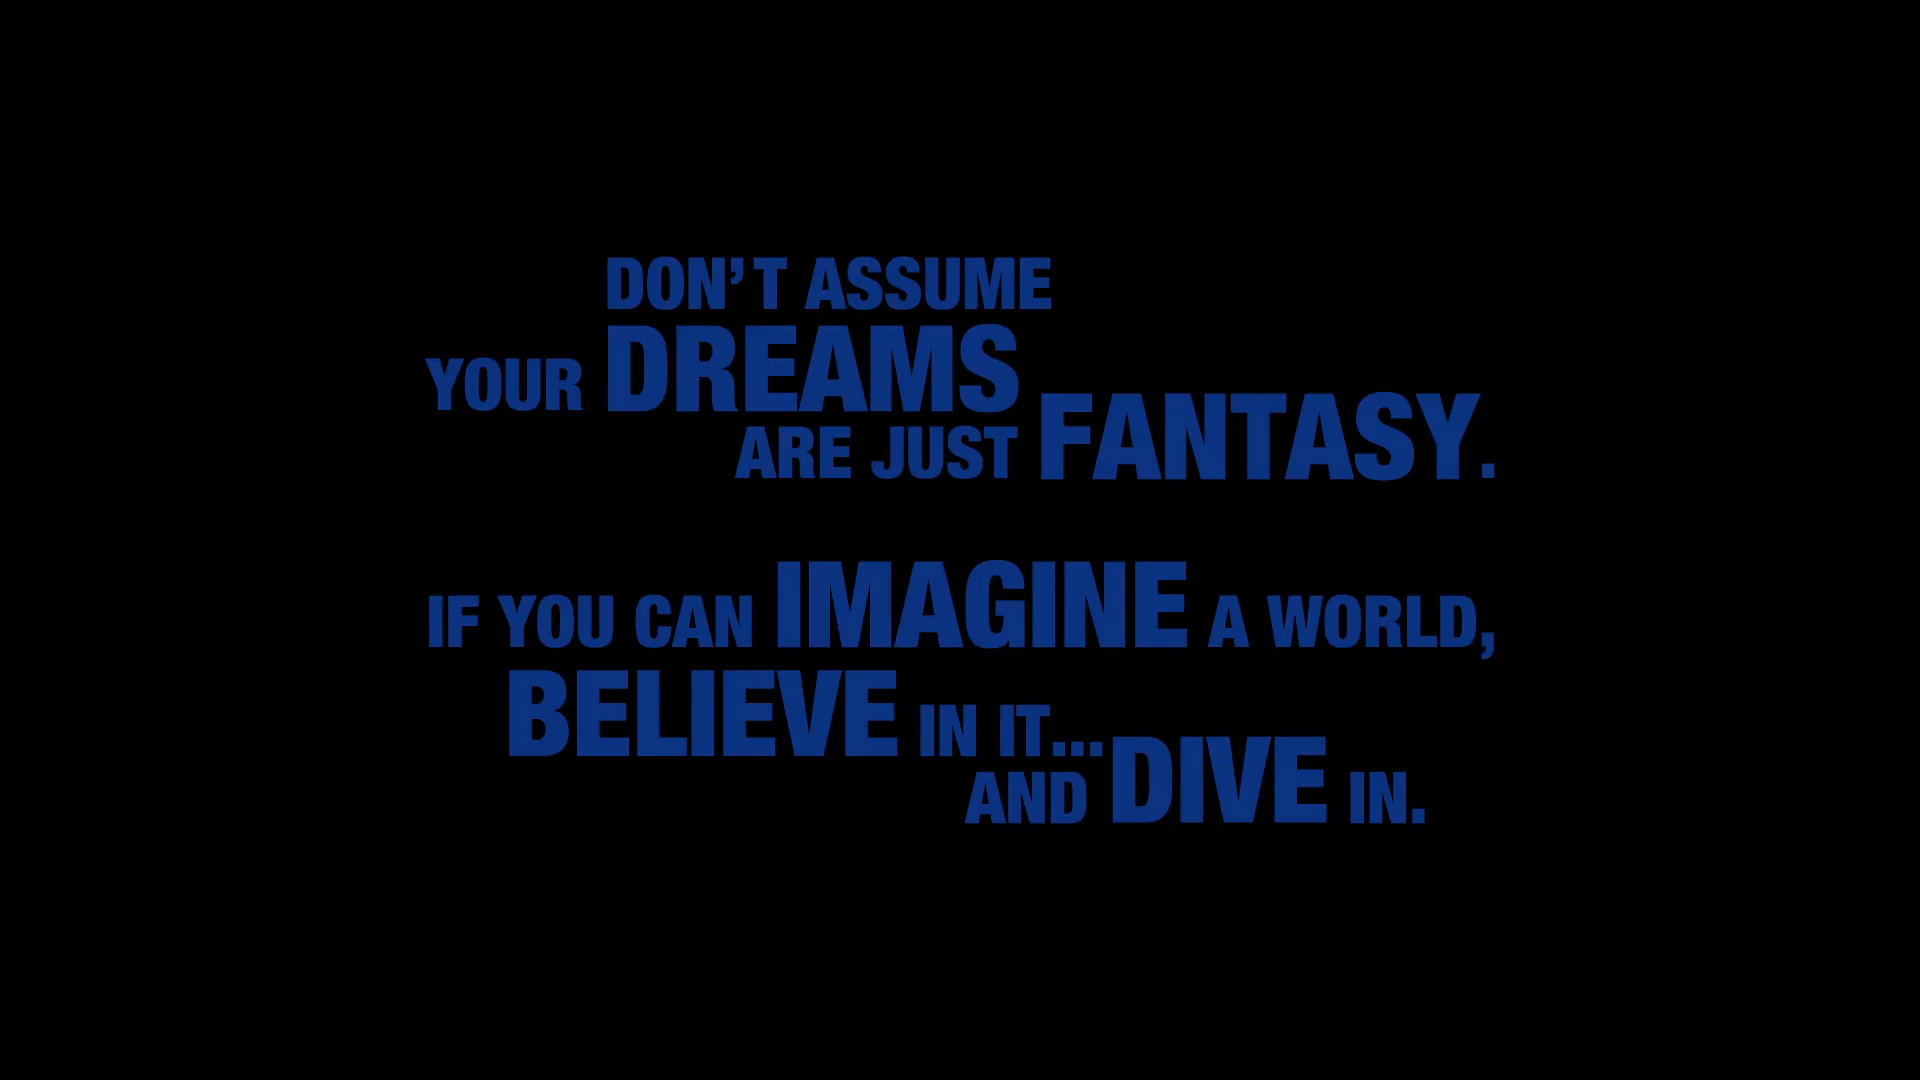 DON'T ASSUME
YOUR DREAMS
ARE JUST FANTASY.
IF YOU CAN IMAGINE A WORLD,
BELIEVE IN IT...
AND DIVE IN.